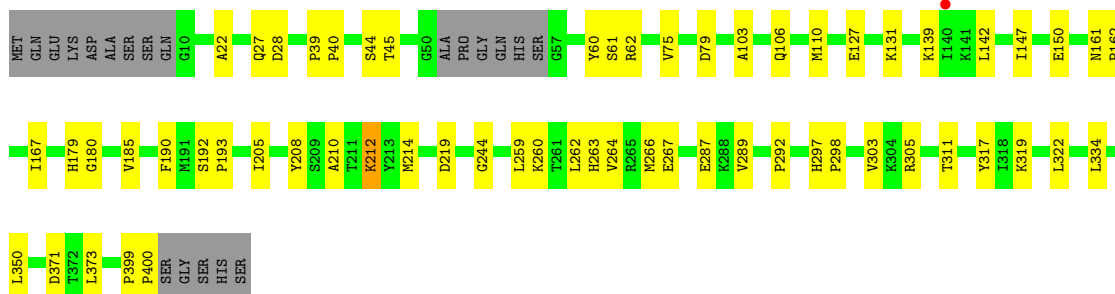 MET GLN GLU LYS ASP ALA SER SER GLN G10 A22 Q27 D28 P39 P40 S44 T45 G50 ALA PRO GLY GLN HIS SER G57 Y60 S61 R62 V75 D79 A103 Q106 M110 E127 K131 K139 I140 K141 L142 I147 E150 N161
I167 H179 G180 V185 F190 M191 S192 P193 I205 Y208 S209 A210 T211 K212 Y213 M214 D219 G244 L259 K260 T261 L262 H263 V264 R265 M266 E267 E287 K288 V289 P292 H297 P298 V303 K304 R305 T311 Y317 I318 K319 L322 L334
L350 D371 T372 L373 P399 P400 SER GLY SER HIS SER